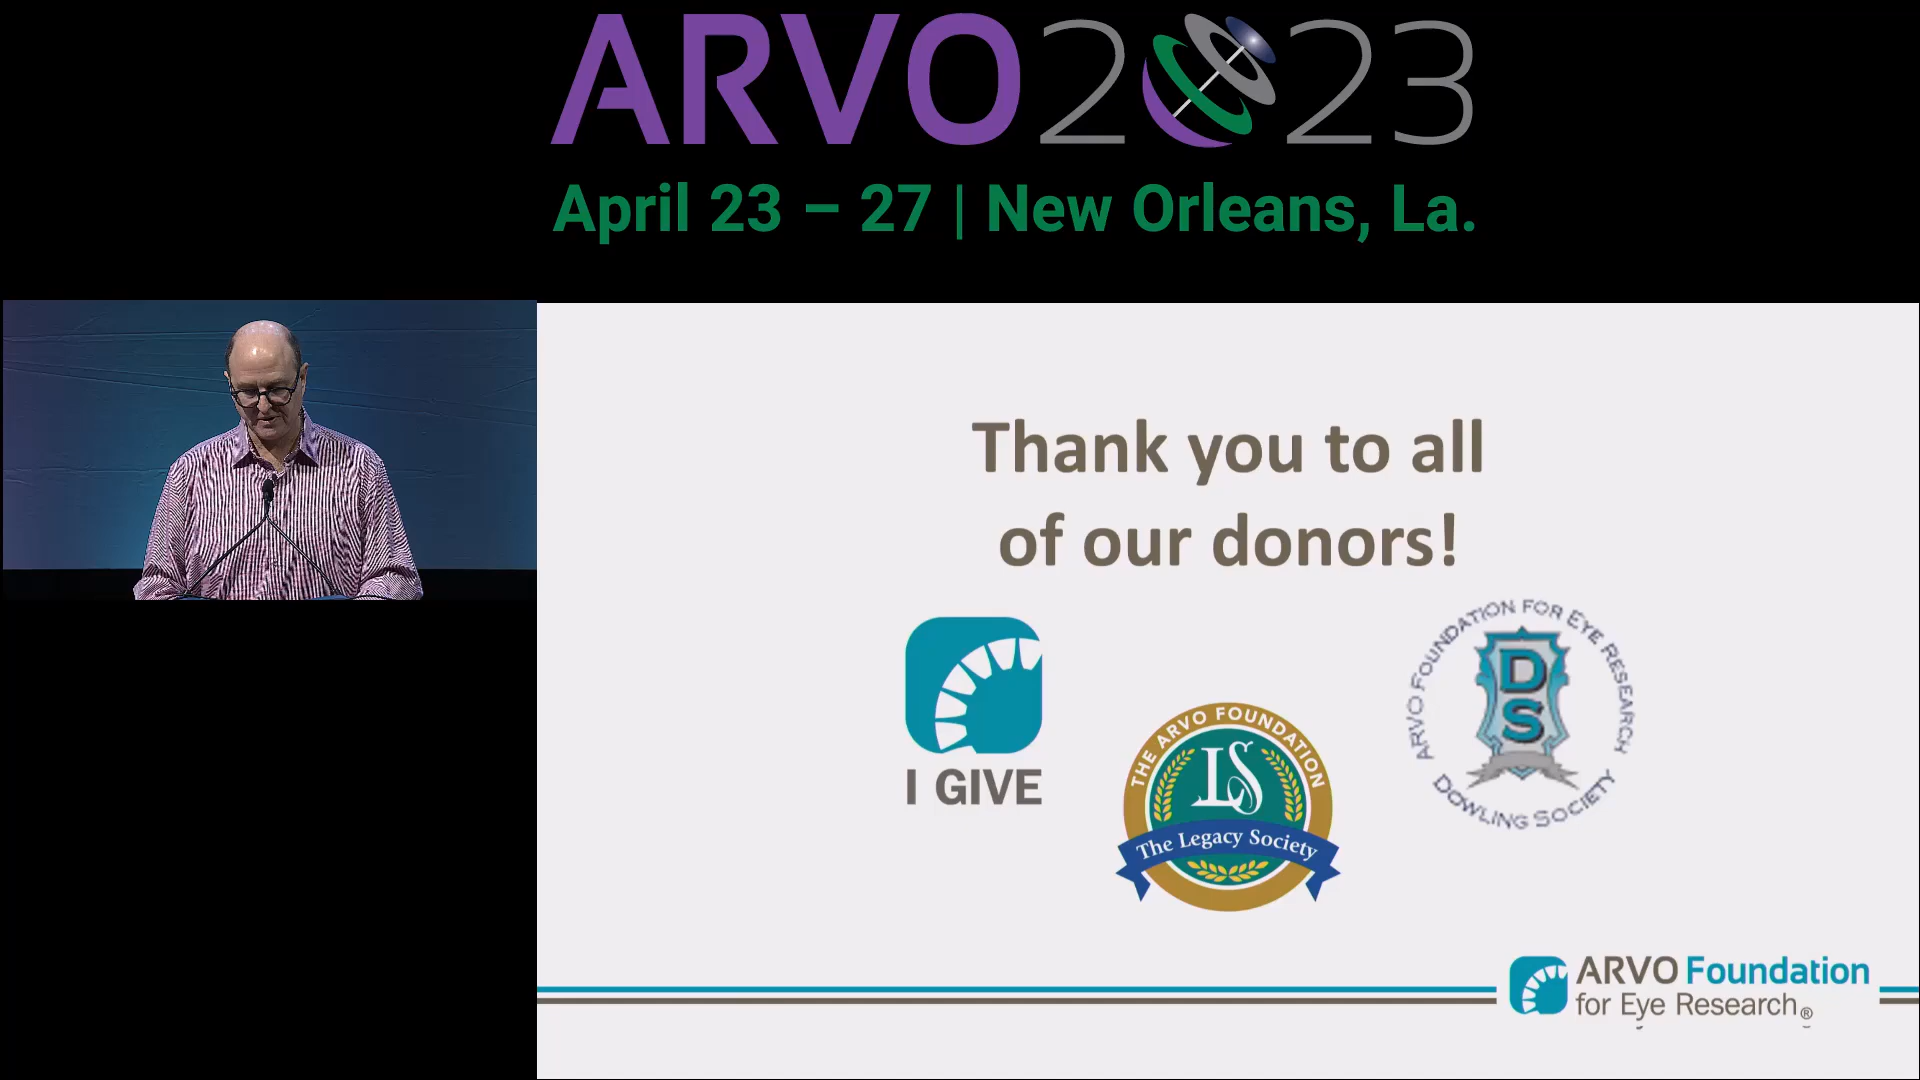 ARVO2023
April 23 – 27 | New Orleans, La.
Thank you to all
of our donors!
I GIVE
THE ARVO FOUNDATION
LS
The Legacy Society
ARVO FOUNDATION FOR EYE RESEARCH
DS
DOWLING SOCIETY
ARVO Foundation
for Eye Research®